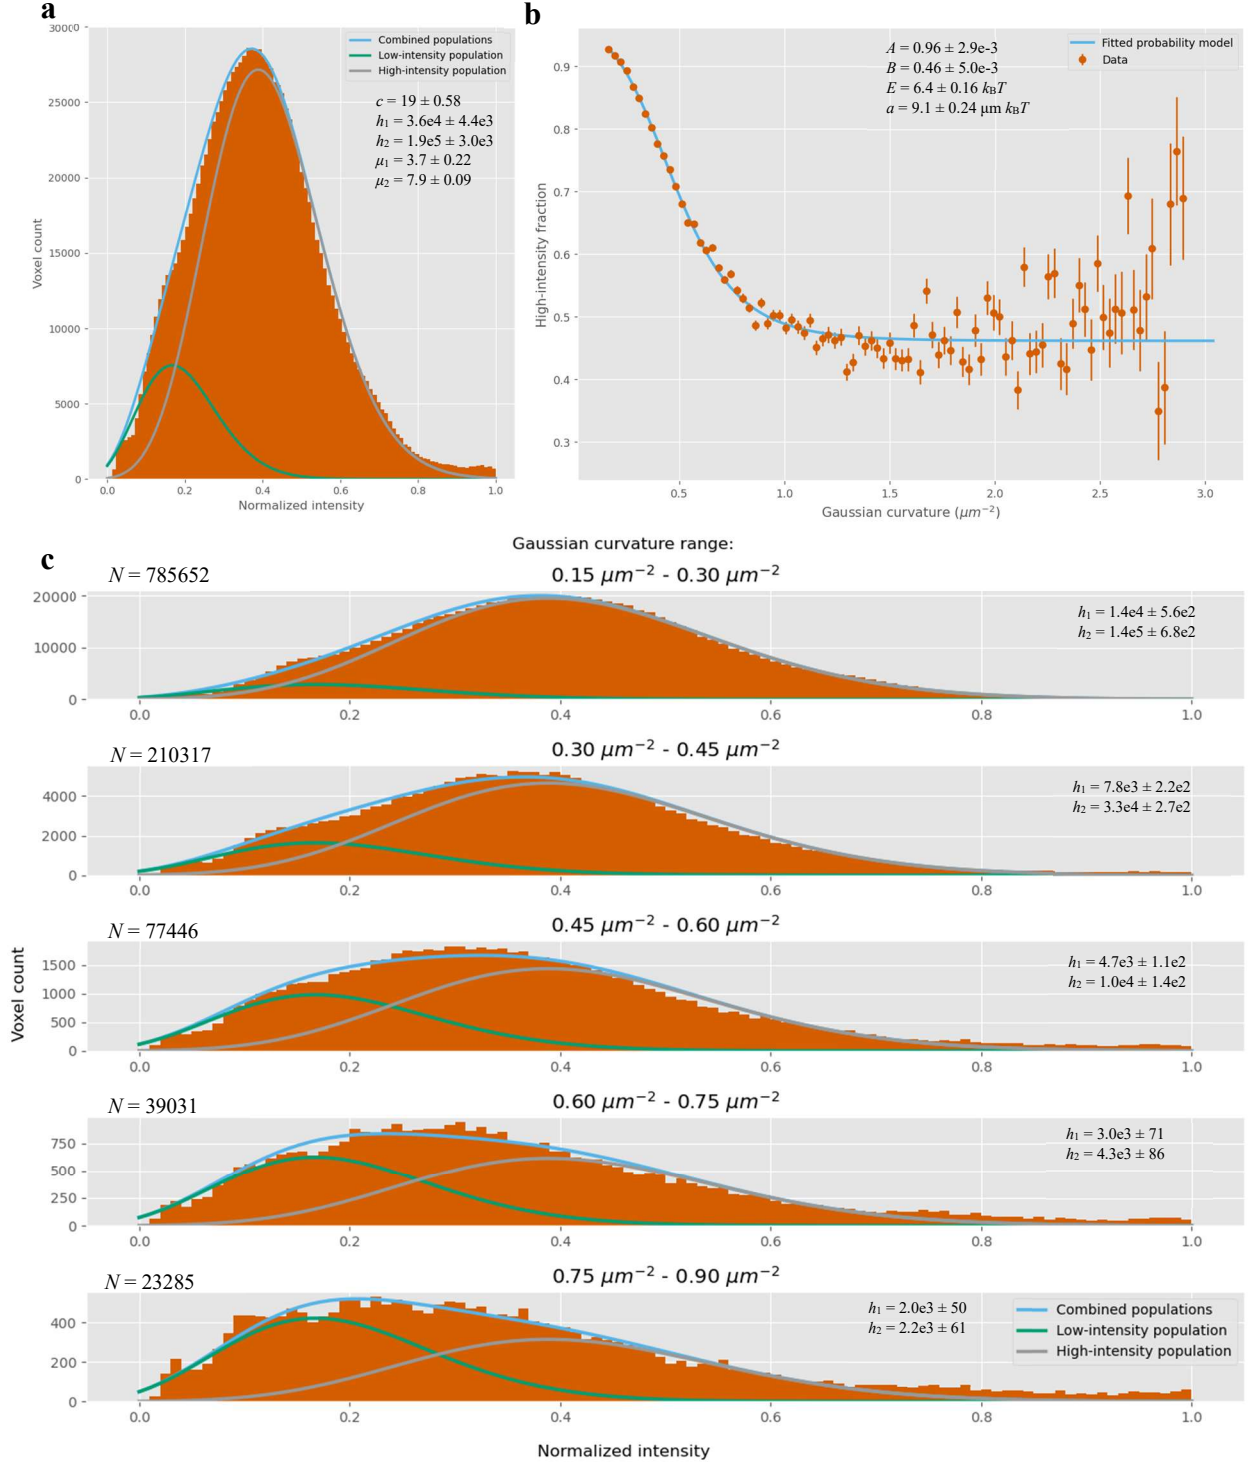 a
30000
25000
20000
15000
10000
5000
0
Voxel count
Combined populations
Low-intensity population
High-intensity population
c = 19 ± 0.58
h₁ = 3.6e4 ± 4.4e3
h₂ = 1.9e5 ± 3.0e3
μ₁ = 3.7 ± 0.22
μ₂ = 7.9 ± 0.09
0.0 0.2 0.4 0.6 0.8 1.0
Normalized intensity
b
0.9
0.8
0.7
0.6
0.5
0.4
0.3
High-intensity fraction
A = 0.96 ± 2.9e-3
B = 0.46 ± 5.0e-3
E = 6.4 ± 0.16 kBT
a = 9.1 ± 0.24 μm kBT
Fitted probability model
Data
0.5 1.0 1.5 2.0 2.5 3.0
Gaussian curvature (μm⁻²)
c
Gaussian curvature range:
N = 785652
0.15 μm⁻² - 0.30 μm⁻²
20000
10000
0
h₁ = 1.4e4 ± 5.6e2
h₂ = 1.4e5 ± 6.8e2
0.0 0.2 0.4 0.6 0.8 1.0
N = 210317
0.30 μm⁻² - 0.45 μm⁻²
4000
2000
0
h₁ = 7.8e3 ± 2.2e2
h₂ = 3.3e4 ± 2.7e2
0.0 0.2 0.4 0.6 0.8 1.0
N = 77446
0.45 μm⁻² - 0.60 μm⁻²
1500
1000
500
0
h₁ = 4.7e3 ± 1.1e2
h₂ = 1.0e4 ± 1.4e2
0.0 0.2 0.4 0.6 0.8 1.0
Voxel count
N = 39031
0.60 μm⁻² - 0.75 μm⁻²
750
500
250
0
h₁ = 3.0e3 ± 71
h₂ = 4.3e3 ± 86
0.0 0.2 0.4 0.6 0.8 1.0
N = 23285
0.75 μm⁻² - 0.90 μm⁻²
400
200
0
h₁ = 2.0e3 ± 50
h₂ = 2.2e3 ± 61
Combined populations
Low-intensity population
High-intensity population
0.0 0.2 0.4 0.6 0.8 1.0
Normalized intensity